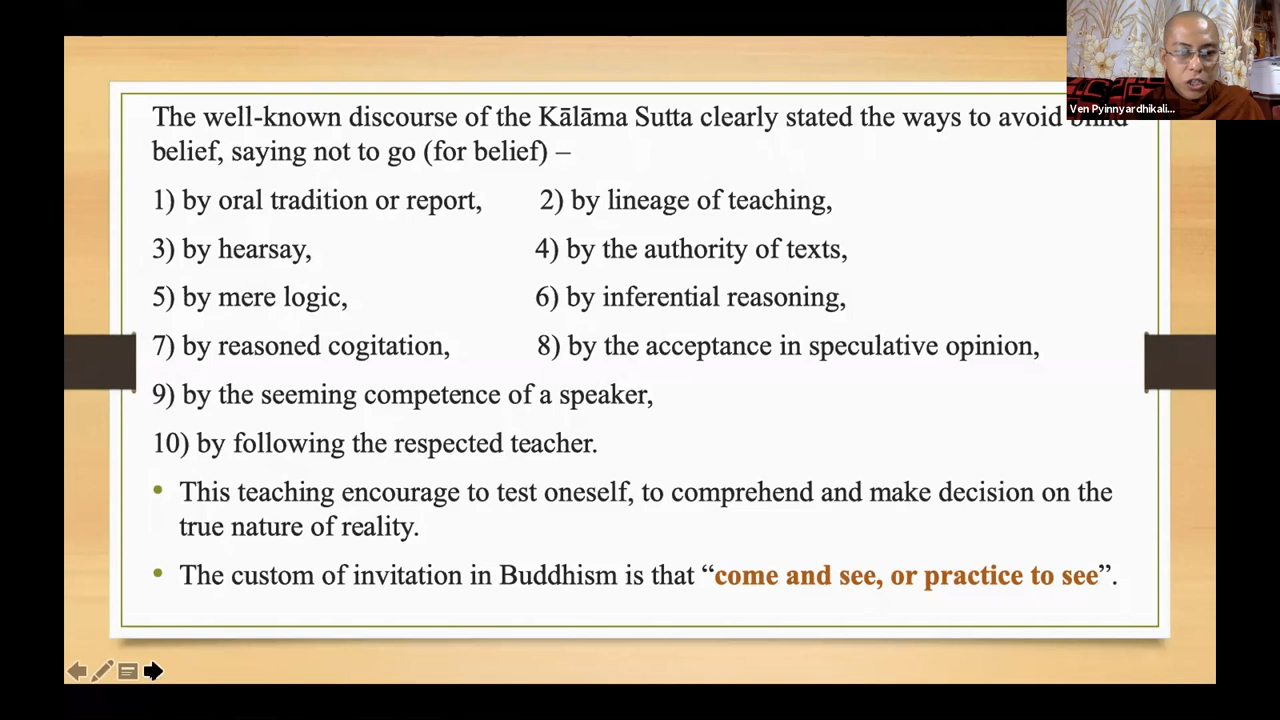 The well-known discourse of the Kālāma Sutta clearly stated the ways to avoid
belief, saying not to go (for belief) –
1) by oral tradition or report, 2) by lineage of teaching,
3) by hearsay, 4) by the authority of texts,
5) by mere logic, 6) by inferential reasoning,
7) by reasoned cogitation, 8) by the acceptance in speculative opinion,
9) by the seeming competence of a speaker,
10) by following the respected teacher.
• This teaching encourage to test oneself, to comprehend and make decision on the
true nature of reality.
• The custom of invitation in Buddhism is that “come and see, or practice to see”.
Ven Pyinnyardhikali...